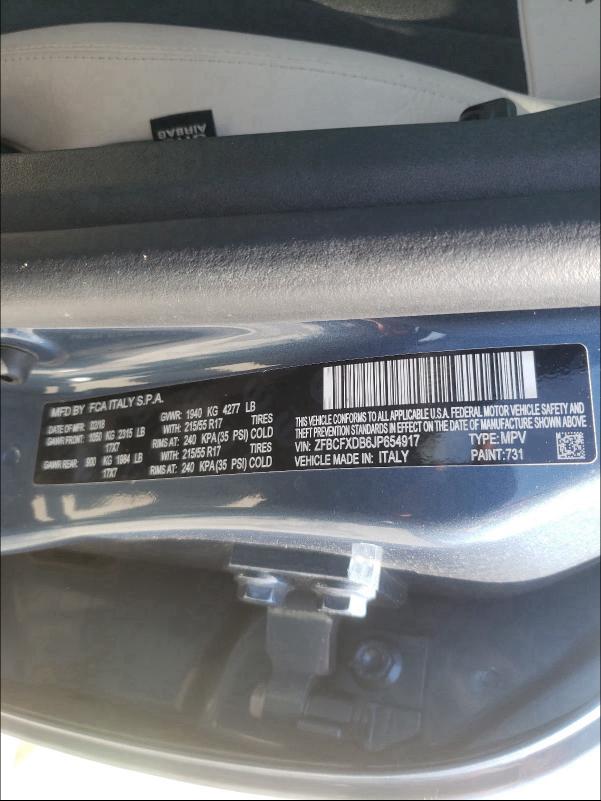 AIRBAG
MFD BY FCA ITALY S.P.A.
DATE OF MFR: 02/18 GVWR: 1940 KG 4277 LB
GAWR FRONT: 1050 KG 2315 LB WITH: 215/55 R17 TIRES
17X7 RIMS AT: 240 KPA (35 PSI) COLD
GAWR REAR: 900 KG 1984 LB WITH: 215/55 R17 TIRES
17X7 RIMS AT: 240 KPA (35 PSI) COLD
THIS VEHICLE CONFORMS TO ALL APPLICABLE U.S.A. FEDERAL MOTOR VEHICLE SAFETY, BUMPER AND
THEFT PREVENTION STANDARDS IN EFFECT ON THE DATE OF MANUFACTURE SHOWN ABOVE
VIN: ZFBCFXDB6JP654917 TYPE: MPV
VEHICLE MADE IN: ITALY PAINT: 731